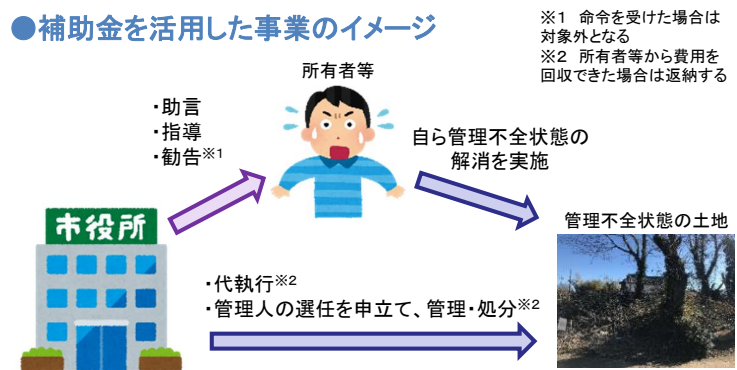 ●補助金を活用した事業のイメージ
※1 命令を受けた場合は
対象外となる
※2 所有者等から費用を
回収できた場合は返納する
所有者等
・助言
・指導
・勧告※1
自ら管理不全状態の
解消を実施
市役所
管理不全状態の土地
・代執行※2
・管理人の選任を申立て、管理・処分※2